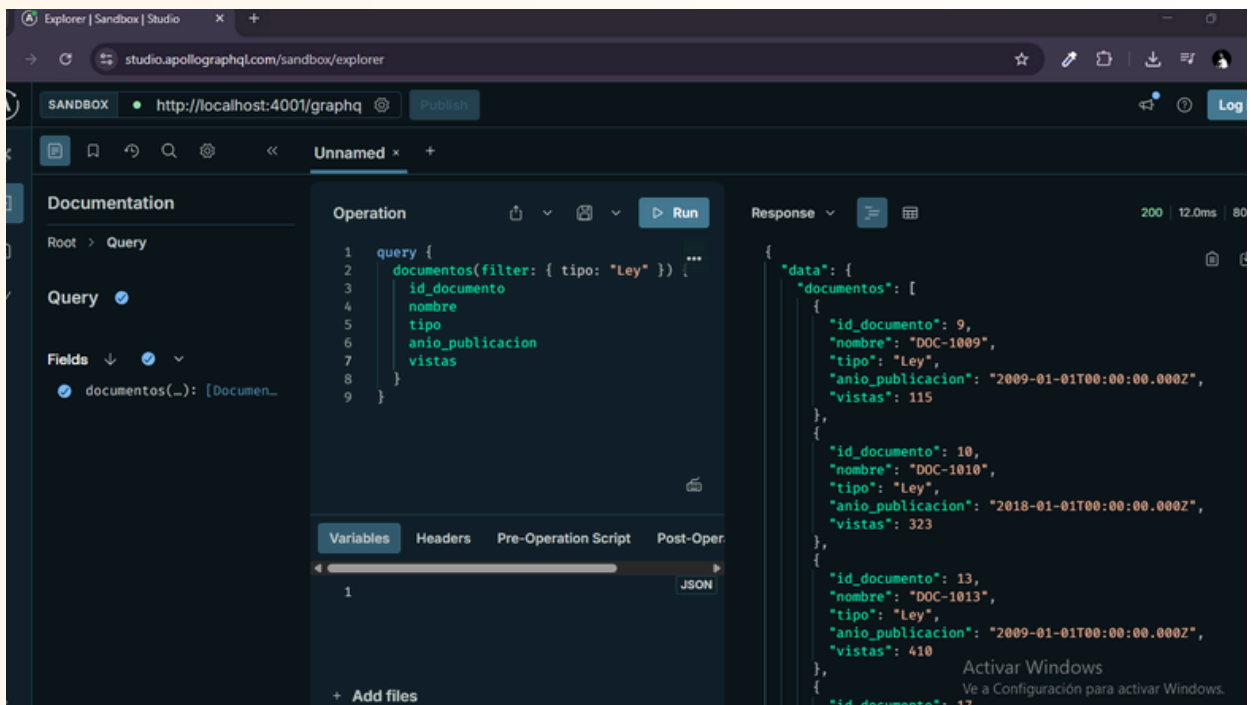 Explorer | Sandbox | Studio
studio.apollographql.com/sandbox/explorer
SANDBOX http://localhost:4001/graphq Publish
Log
Unnamed
Documentation
Root > Query
Query
Fields
documentos(…): [Documen…
Operation
Run
1 query {
2 documentos(filter: { tipo: "Ley" }) {
3 id_documento
4 nombre
5 tipo
6 anio_publicacion
7 vistas
8 }
9 }
Variables Headers Pre-Operation Script Post-Oper
1
JSON
+ Add files
Response
200 12.0ms 80
{
"data": {
"documentos": [
{
"id_documento": 9,
"nombre": "DOC-1009",
"tipo": "Ley",
"anio_publicacion": "2009-01-01T00:00:00.000Z",
"vistas": 115
},
{
"id_documento": 10,
"nombre": "DOC-1010",
"tipo": "Ley",
"anio_publicacion": "2018-01-01T00:00:00.000Z",
"vistas": 323
},
{
"id_documento": 13,
"nombre": "DOC-1013",
"tipo": "Ley",
"anio_publicacion": "2009-01-01T00:00:00.000Z",
"vistas": 410
},
{
"id_documento": 17
Activar Windows
Ve a Configuración para activar Windows.